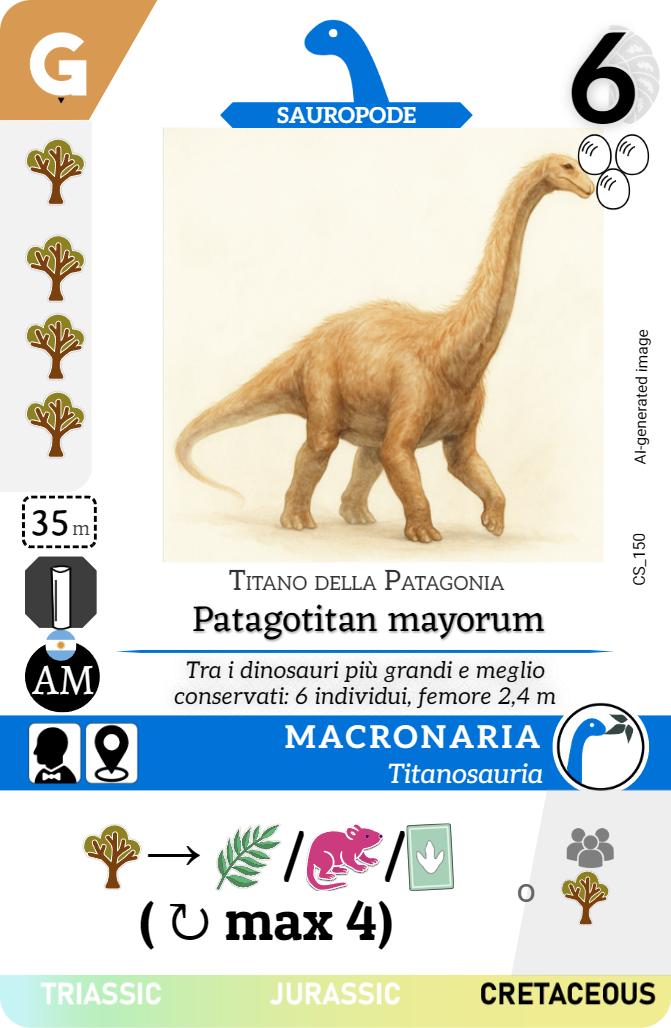 G
6
SAUROPODE
35 m
AM
AI-generated image
CS_150
Titano della Patagonia
Patagotitan mayorum
Tra i dinosauri più grandi e meglio
conservati: 6 individui, femore 2,4 m
MACRONARIA
Titanosauria
→ / /
o
( ↻ max 4)
TRIASSIC JURASSIC CRETACEOUS